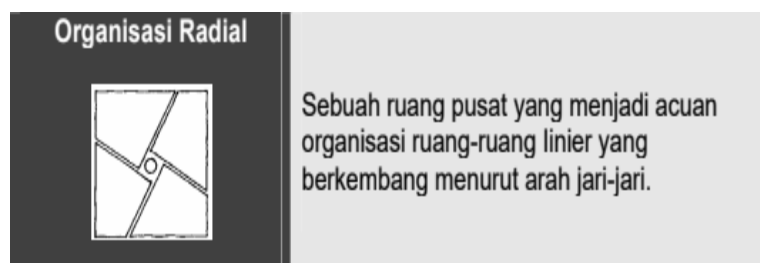 Organisasi Radial
Sebuah ruang pusat yang menjadi acuan
organisasi ruang-ruang linier yang
berkembang menurut arah jari-jari.